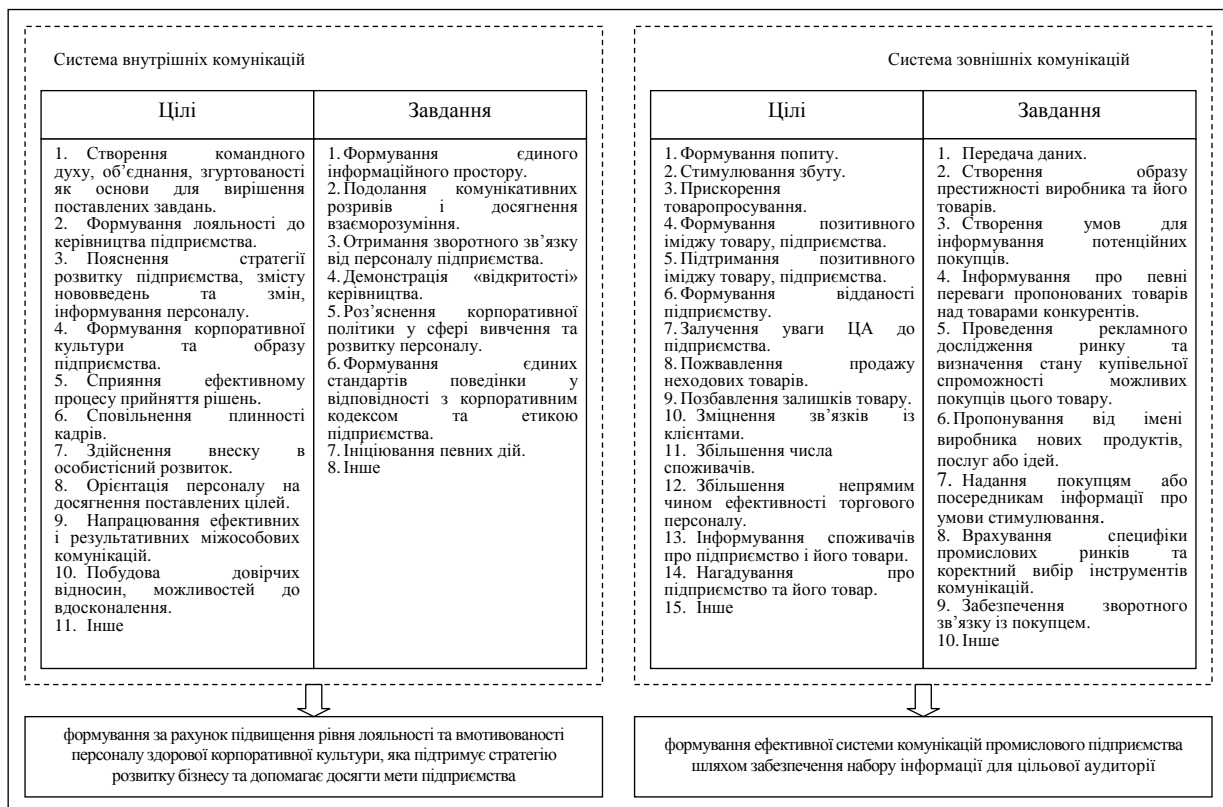 Система внутрішніх комунікацій
Цілі
Завдання
1. Створення командного
духу, об’єднання, згуртованості
як основи для вирішення
поставлених завдань.
2. Формування лояльності до
керівництва підприємства.
3. Пояснення стратегії
розвитку підприємства, змісту
нововведень та змін,
інформування персоналу.
4. Формування корпоративної
культури та образу
підприємства.
5. Сприяння ефективному
процесу прийняття рішень.
6. Сповільнення плинності
кадрів.
7. Здійснення внеску в
особистісний розвиток.
8. Орієнтація персоналу на
досягнення поставлених цілей.
9. Напрацювання ефективних
і результативних міжособових
комунікацій.
10. Побудова довірчих
відносин, можливостей до
вдосконалення.
11. Інше
1. Формування єдиного
інформаційного простору.
2. Подолання комунікативних
розривів і досягнення
взаєморозуміння.
3. Отримання зворотного зв’язку
від персоналу підприємства.
4. Демонстрація «відкритості»
керівництва.
5. Роз’яснення корпоративної
політики у сфері вивчення та
розвитку персоналу.
6. Формування єдиних
стандартів поведінки у
відповідності з корпоративним
кодексом та етикою
підприємства.
7. Ініціювання певних дій.
8. Інше
формування за рахунок підвищення рівня лояльності та вмотивованості
персоналу здорової корпоративної культури, яка підтримує стратегію
розвитку бізнесу та допомагає досягти мети підприємства
Система зовнішніх комунікацій
Цілі
Завдання
1. Формування попиту.
2. Стимулювання збуту.
3. Прискорення
товаропросування.
4. Формування позитивного
іміджу товару, підприємства.
5. Підтримання позитивного
іміджу товару, підприємства.
6. Формування відданості
підприємству.
7. Залучення уваги ЦА до
підприємства.
8. Пожвавлення продажу
неходових товарів.
9. Позбавлення залишків товару.
10. Зміцнення зв’язків із
клієнтами.
11. Збільшення числа
споживачів.
12. Збільшення непрямим
чином ефективності торгового
персоналу.
13. Інформування споживачів
про підприємство і його товари.
14. Нагадування про
підприємство та його товар.
15. Інше
1. Передача даних.
2. Створення образу
престижності виробника та його
товарів.
3. Створення умов для
інформування потенційних
покупців.
4. Інформування про певні
переваги пропонованих товарів
над товарами конкурентів.
5. Проведення рекламного
дослідження ринку та
визначення стану купівельної
спроможності можливих
покупців цього товару.
6. Пропонування від імені
виробника нових продуктів,
послуг або ідей.
7. Надання покупцям або
посередникам інформації про
умови стимулювання.
8. Врахування специфіки
промислових ринків та
коректний вибір інструментів
комунікацій.
9. Забезпечення зворотного
зв’язку із покупцем.
10. Інше
формування ефективної системи комунікацій промислового підприємства
шляхом забезпечення набору інформації для цільової аудиторії